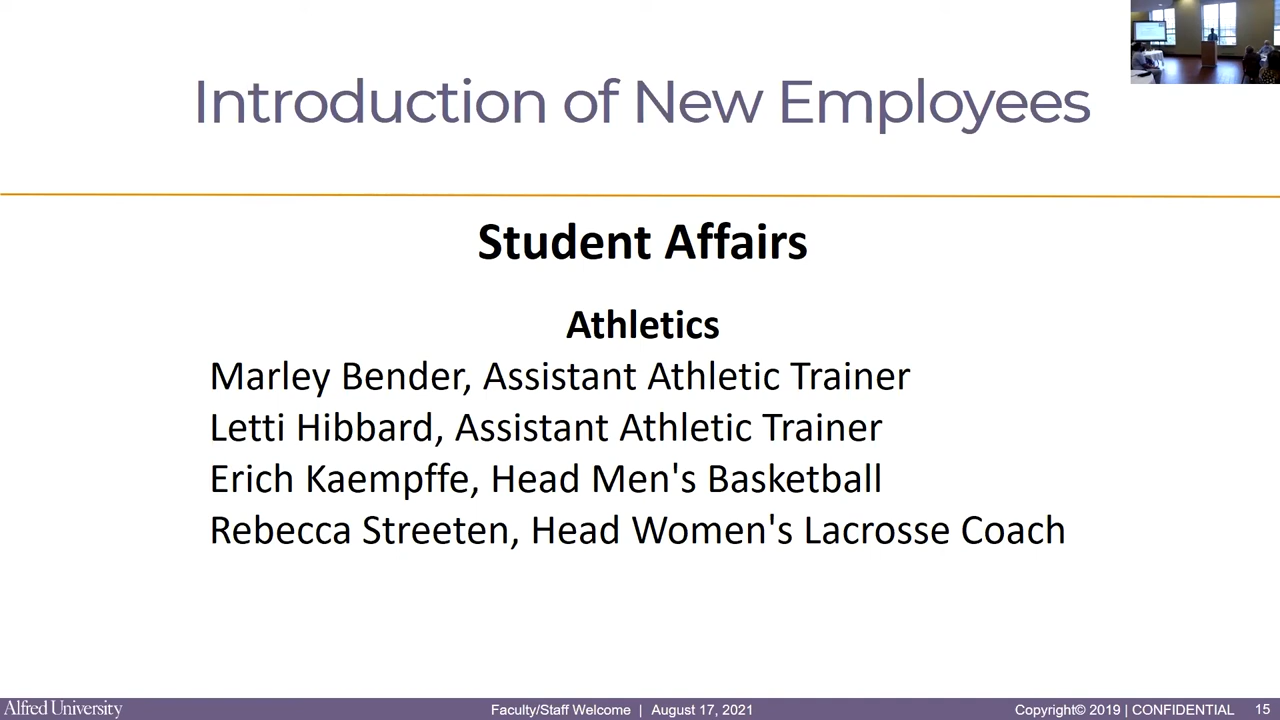 Introduction of New Employees
Student Affairs
Athletics
Marley Bender, Assistant Athletic Trainer
Letti Hibbard, Assistant Athletic Trainer
Erich Kaempffe, Head Men's Basketball
Rebecca Streeten, Head Women's Lacrosse Coach
Alfred University
Faculty/Staff Welcome | August 17, 2021
Copyright© 2019 | CONFIDENTIAL 15